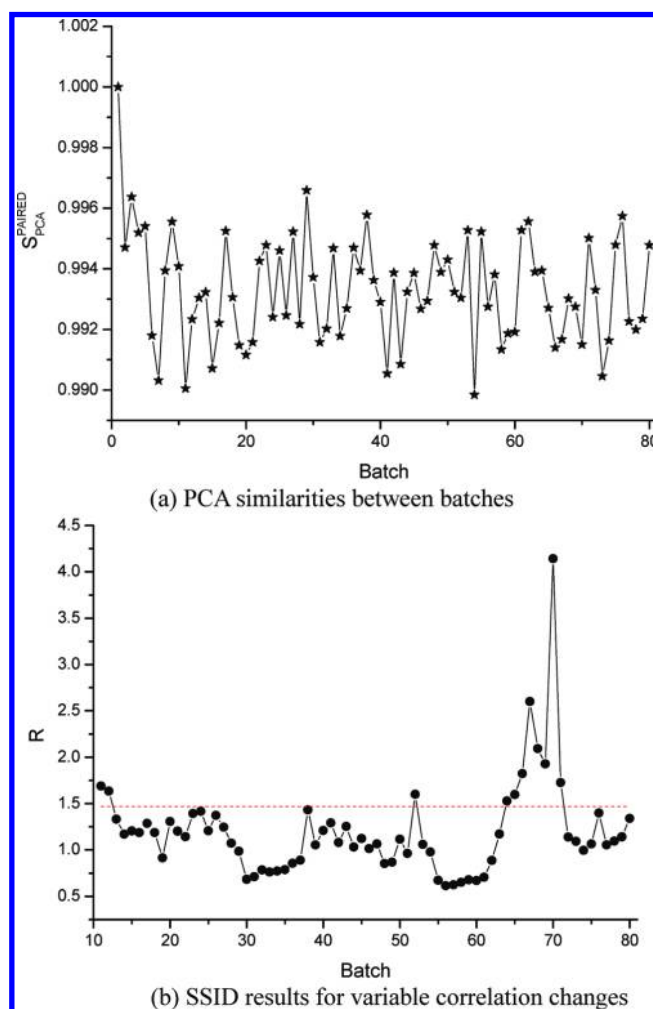 1.002
1.000
0.998
0.996
0.994
0.992
0.990
S PAIRED PCA
0 20 40 60 80
Batch
(a) PCA similarities between batches
4.5
4.0
3.5
3.0
2.5
2.0
1.5
1.0
0.5
R
10 20 30 40 50 60 70 80
Batch
(b) SSID results for variable correlation changes